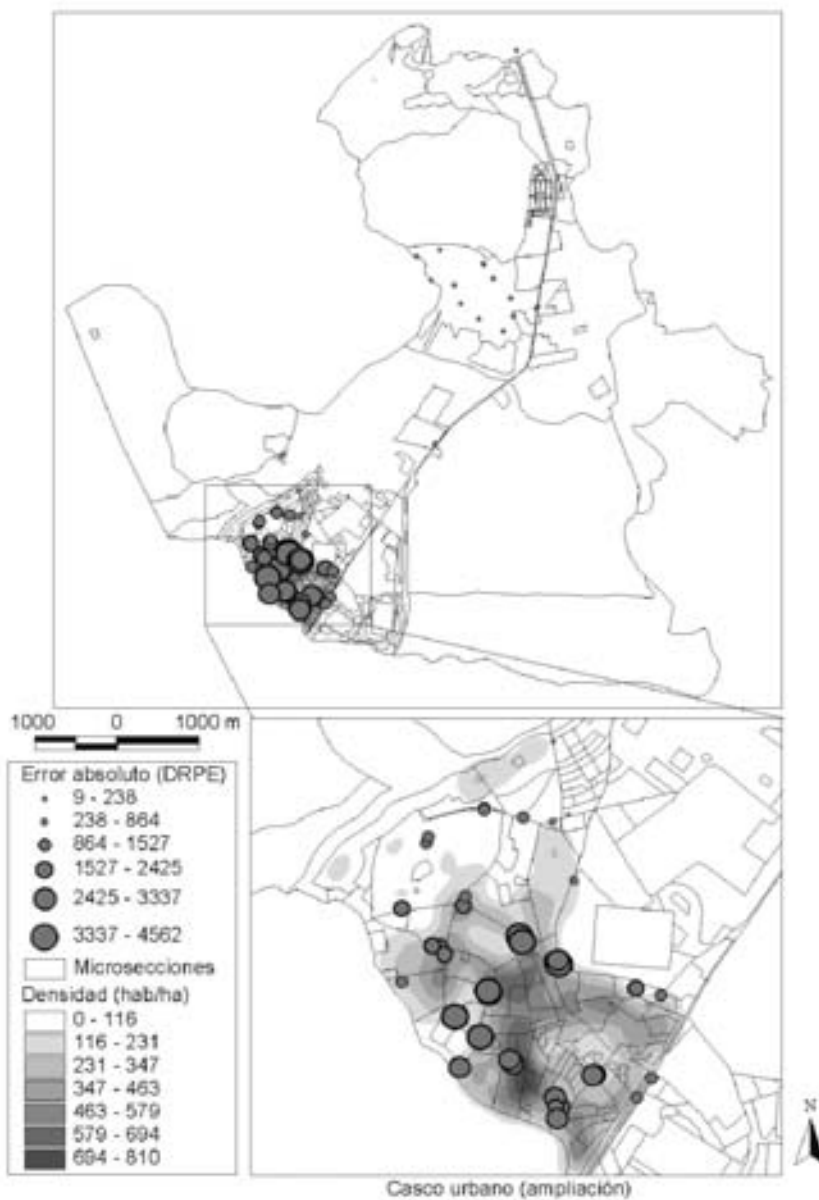 1000 0 1000 m
Error absoluto (DRPE)
9 - 238
238 - 864
864 - 1527
1527 - 2425
2425 - 3337
3337 - 4562
Microsecciones
Densidad (hab/ha)
0 - 116
116 - 231
231 - 347
347 - 463
463 - 579
579 - 694
694 - 810
N
Casco urbano (ampliación)